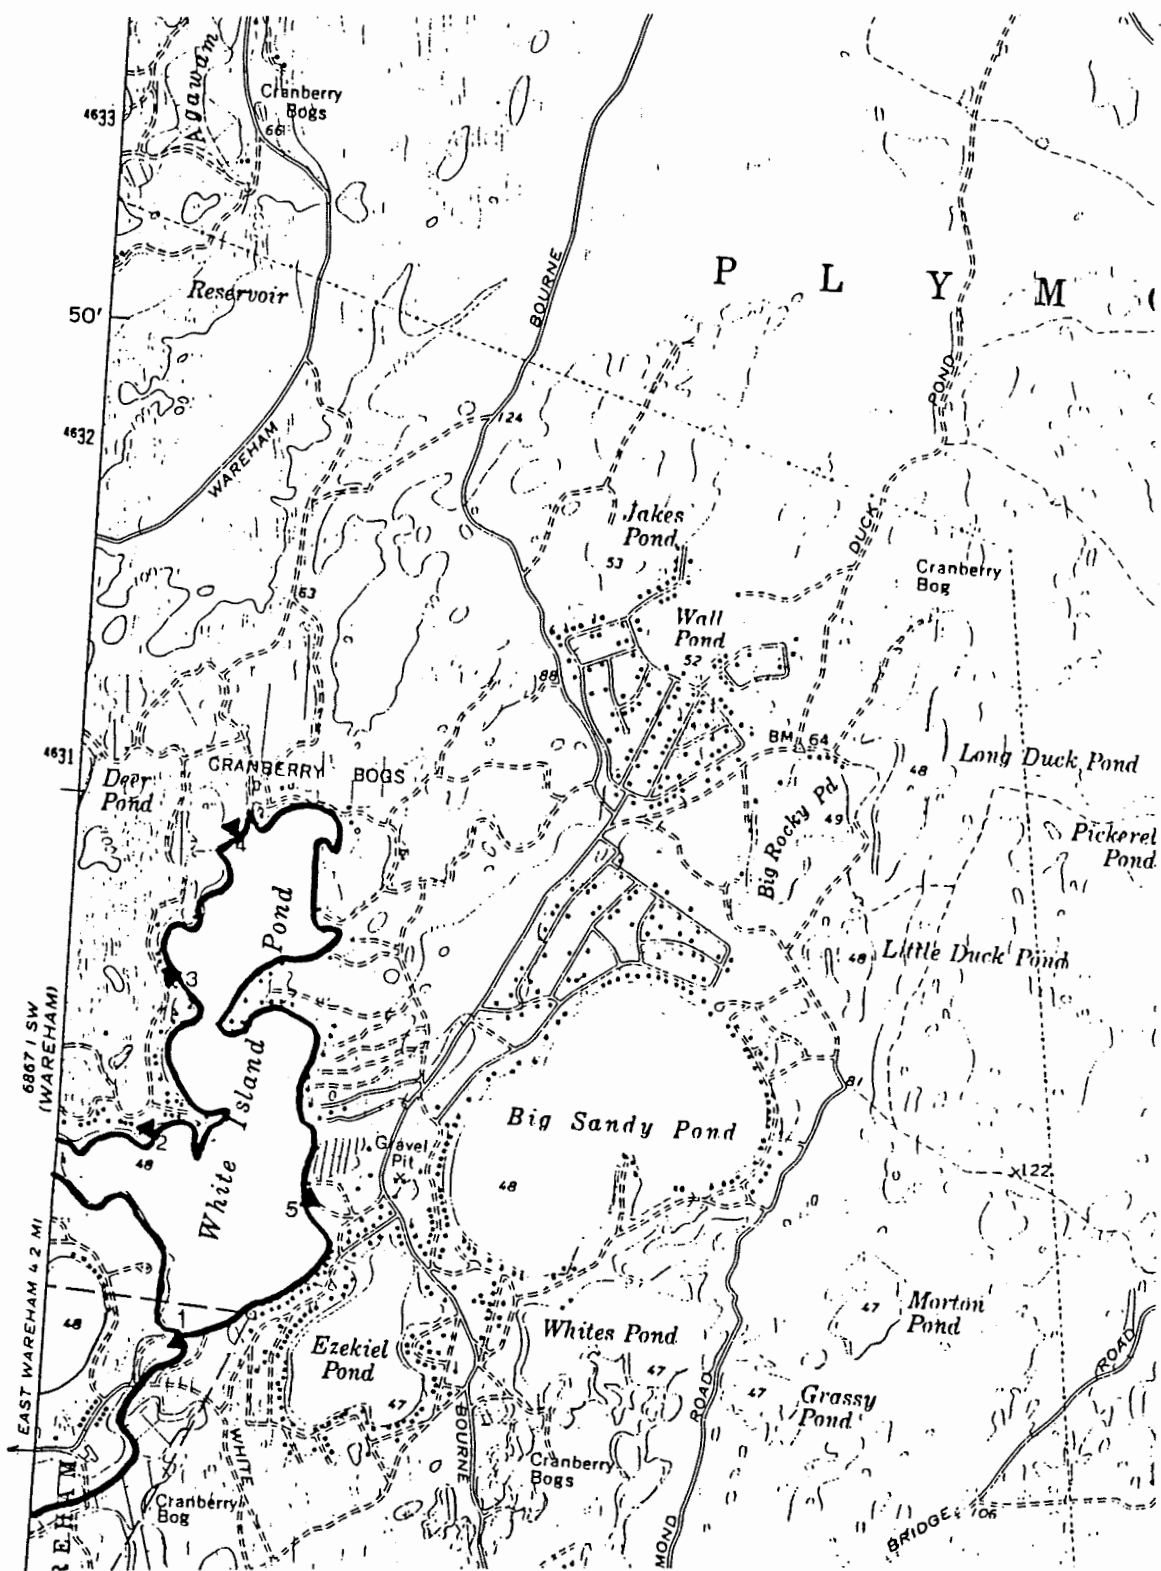 Agawam
Cranberry
Bogs
4633
66
Reservoir
50'
BOURNE
P L Y M
POND
4632
WAREHAM
124
Jakes
Pond
53
DUCK
Cranberry
Bog
63
Wall
Pond
52
88
4631
CRANBERRY BOGS
Deer
Pond
BM 64
Long Duck Pond
48
Big Rocky Pd
49
Pickerel
Pond
4
Pond
3
48
Little Duck Pond
6867 I SW
(WAREHAM)
Island
81
Big Sandy Pond
2
48
Gravel
Pit
122
White
48
5
EAST WAREHAM 4.2 MI
48
1
Ezekiel
Pond
47
Whites Pond
47
47
Morton
Pond
ROAD
47
Grassy
Pond
ROAD
BOURNE
WHITE
Cranberry
Bogs
Cranberry
Bog
REHAM
BRIDGE
106
MOND